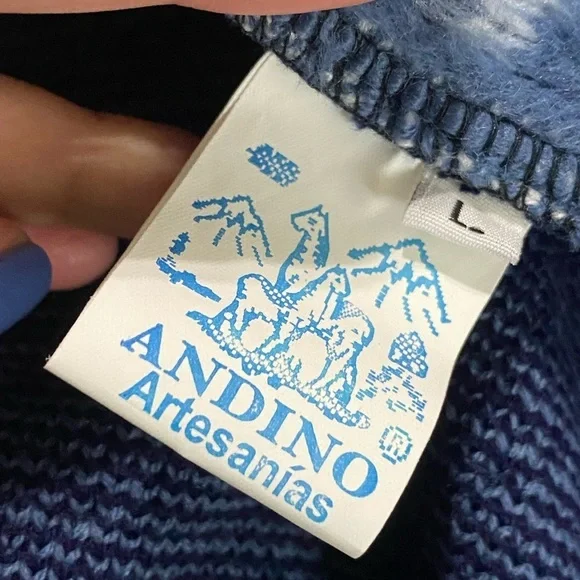 L
ANDINO
Artesanías
®